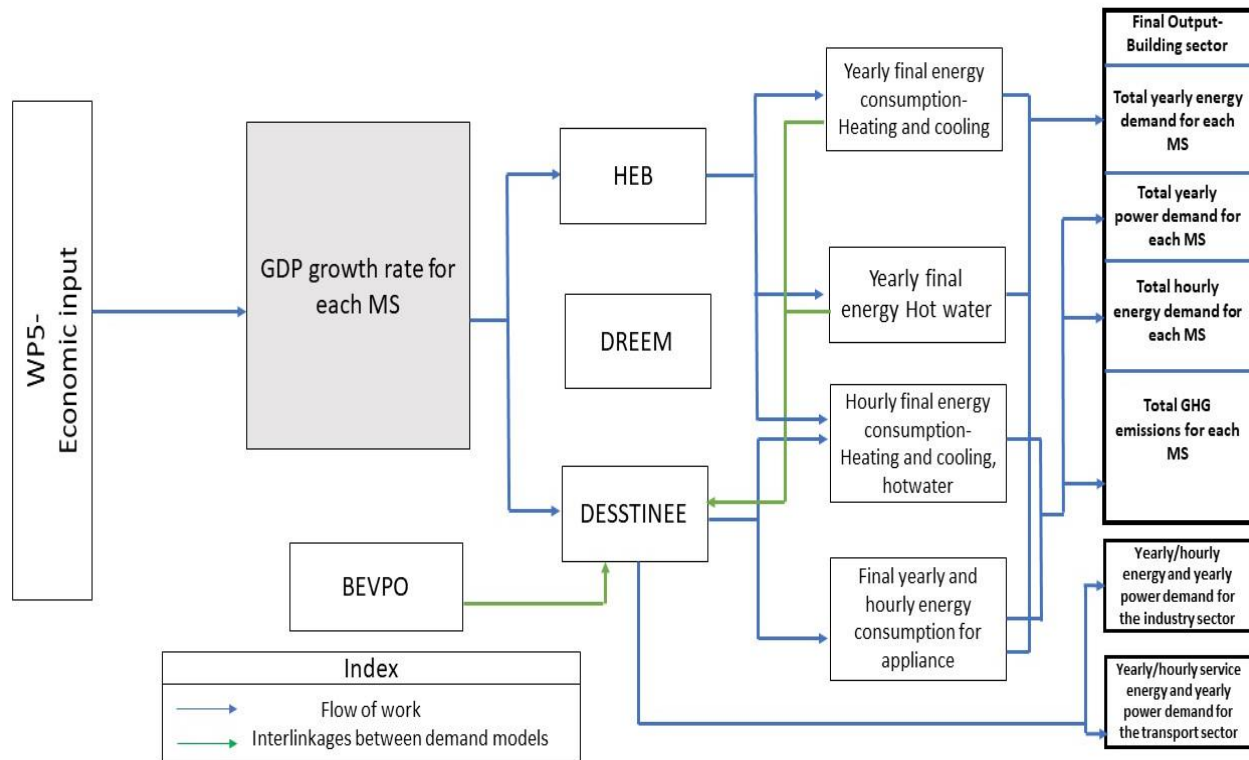 WP5-
Economic input
GDP growth rate for
each MS
HEB
DREEM
DESSTINEE
BEVPO
Yearly final energy
consumption-
Heating and cooling
Yearly final
energy Hot water
Hourly final energy
consumption-
Heating and cooling,
hotwater
Final yearly and
hourly energy
consumption for
appliance
Final Output-
Building sector
Total yearly energy
demand for each
MS
Total yearly
power demand for
each MS
Total hourly
energy demand for
each MS
Total GHG
emissions for each
MS
Yearly/hourly
energy and yearly
power demand for
the industry sector
Yearly/hourly service
energy and yearly
power demand for
the transport sector
Index
Flow of work
Interlinkages between demand models